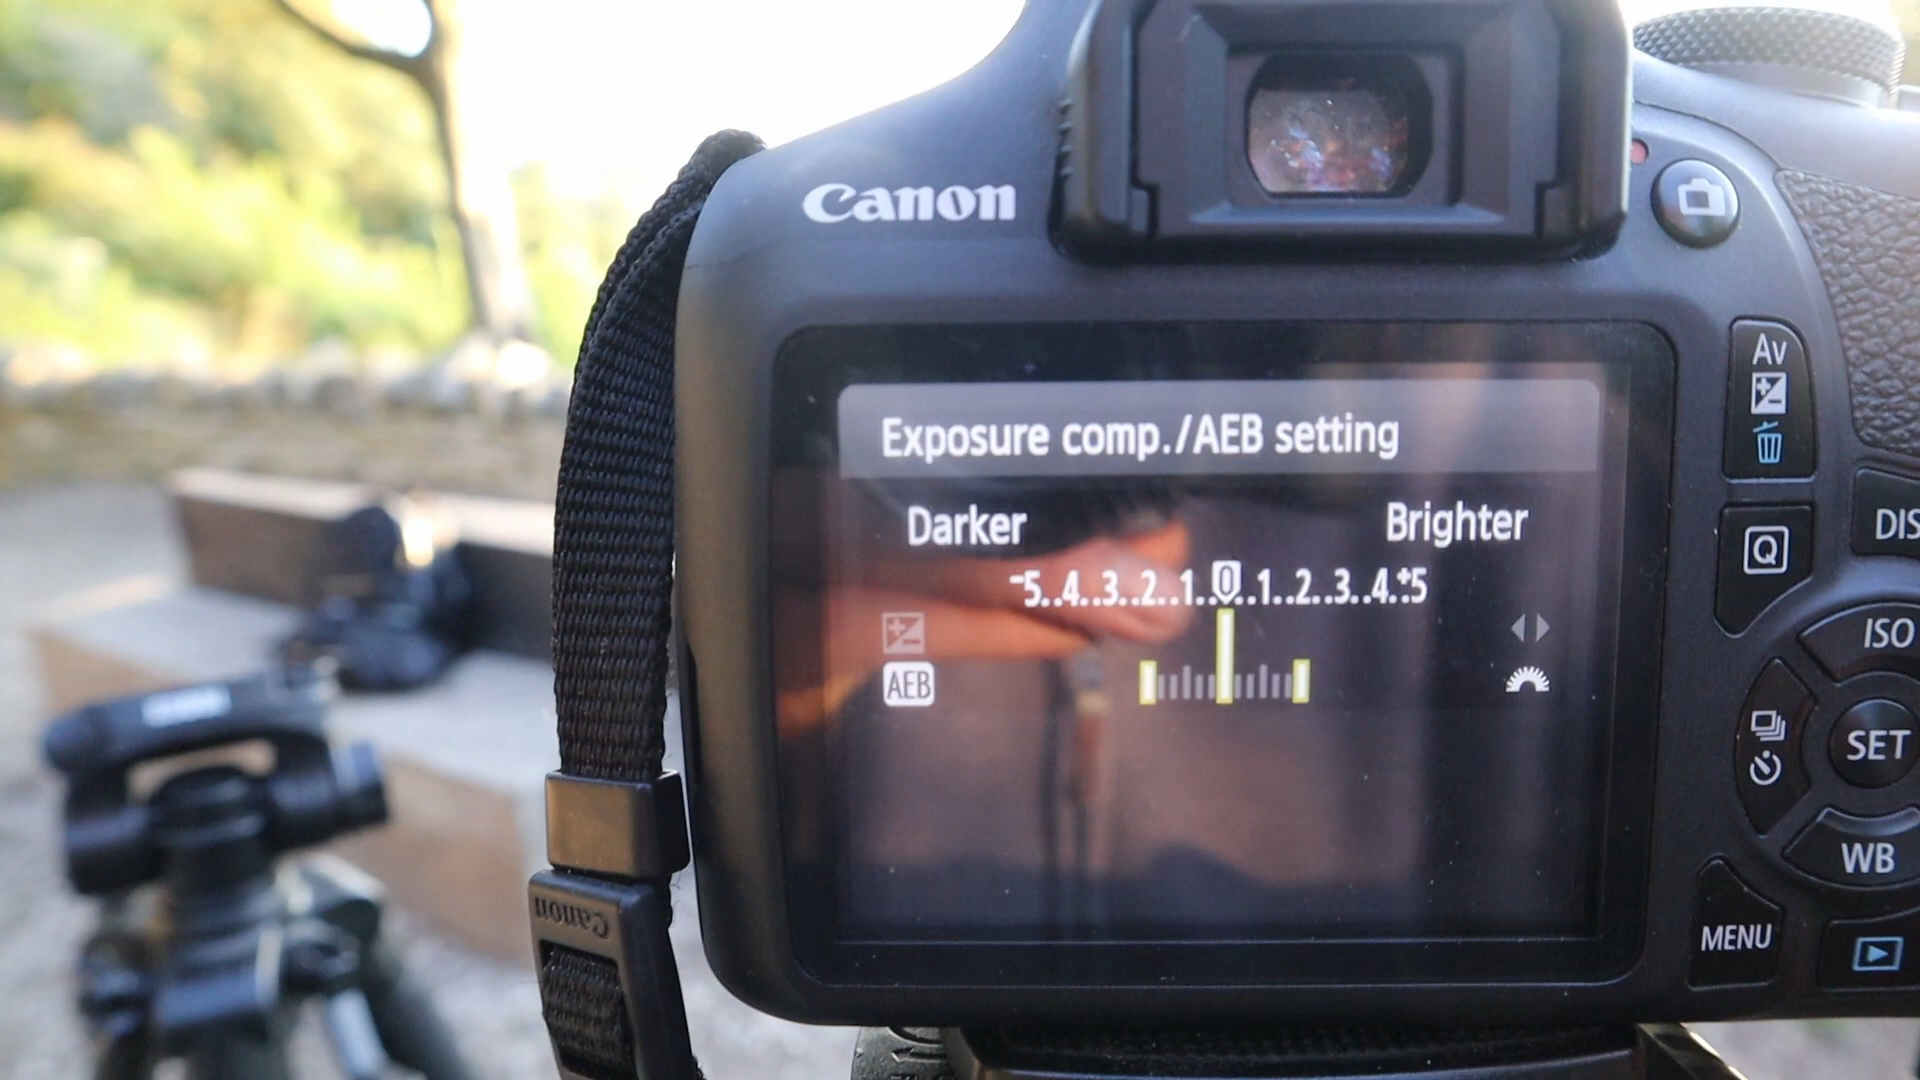 Canon
Exposure comp./AEB setting
Darker Brighter
-5..4..3..2..1..0..1..2..3..4.+5
AEB
Av
Q
DIS
ISO
SET
WB
MENU
Canon